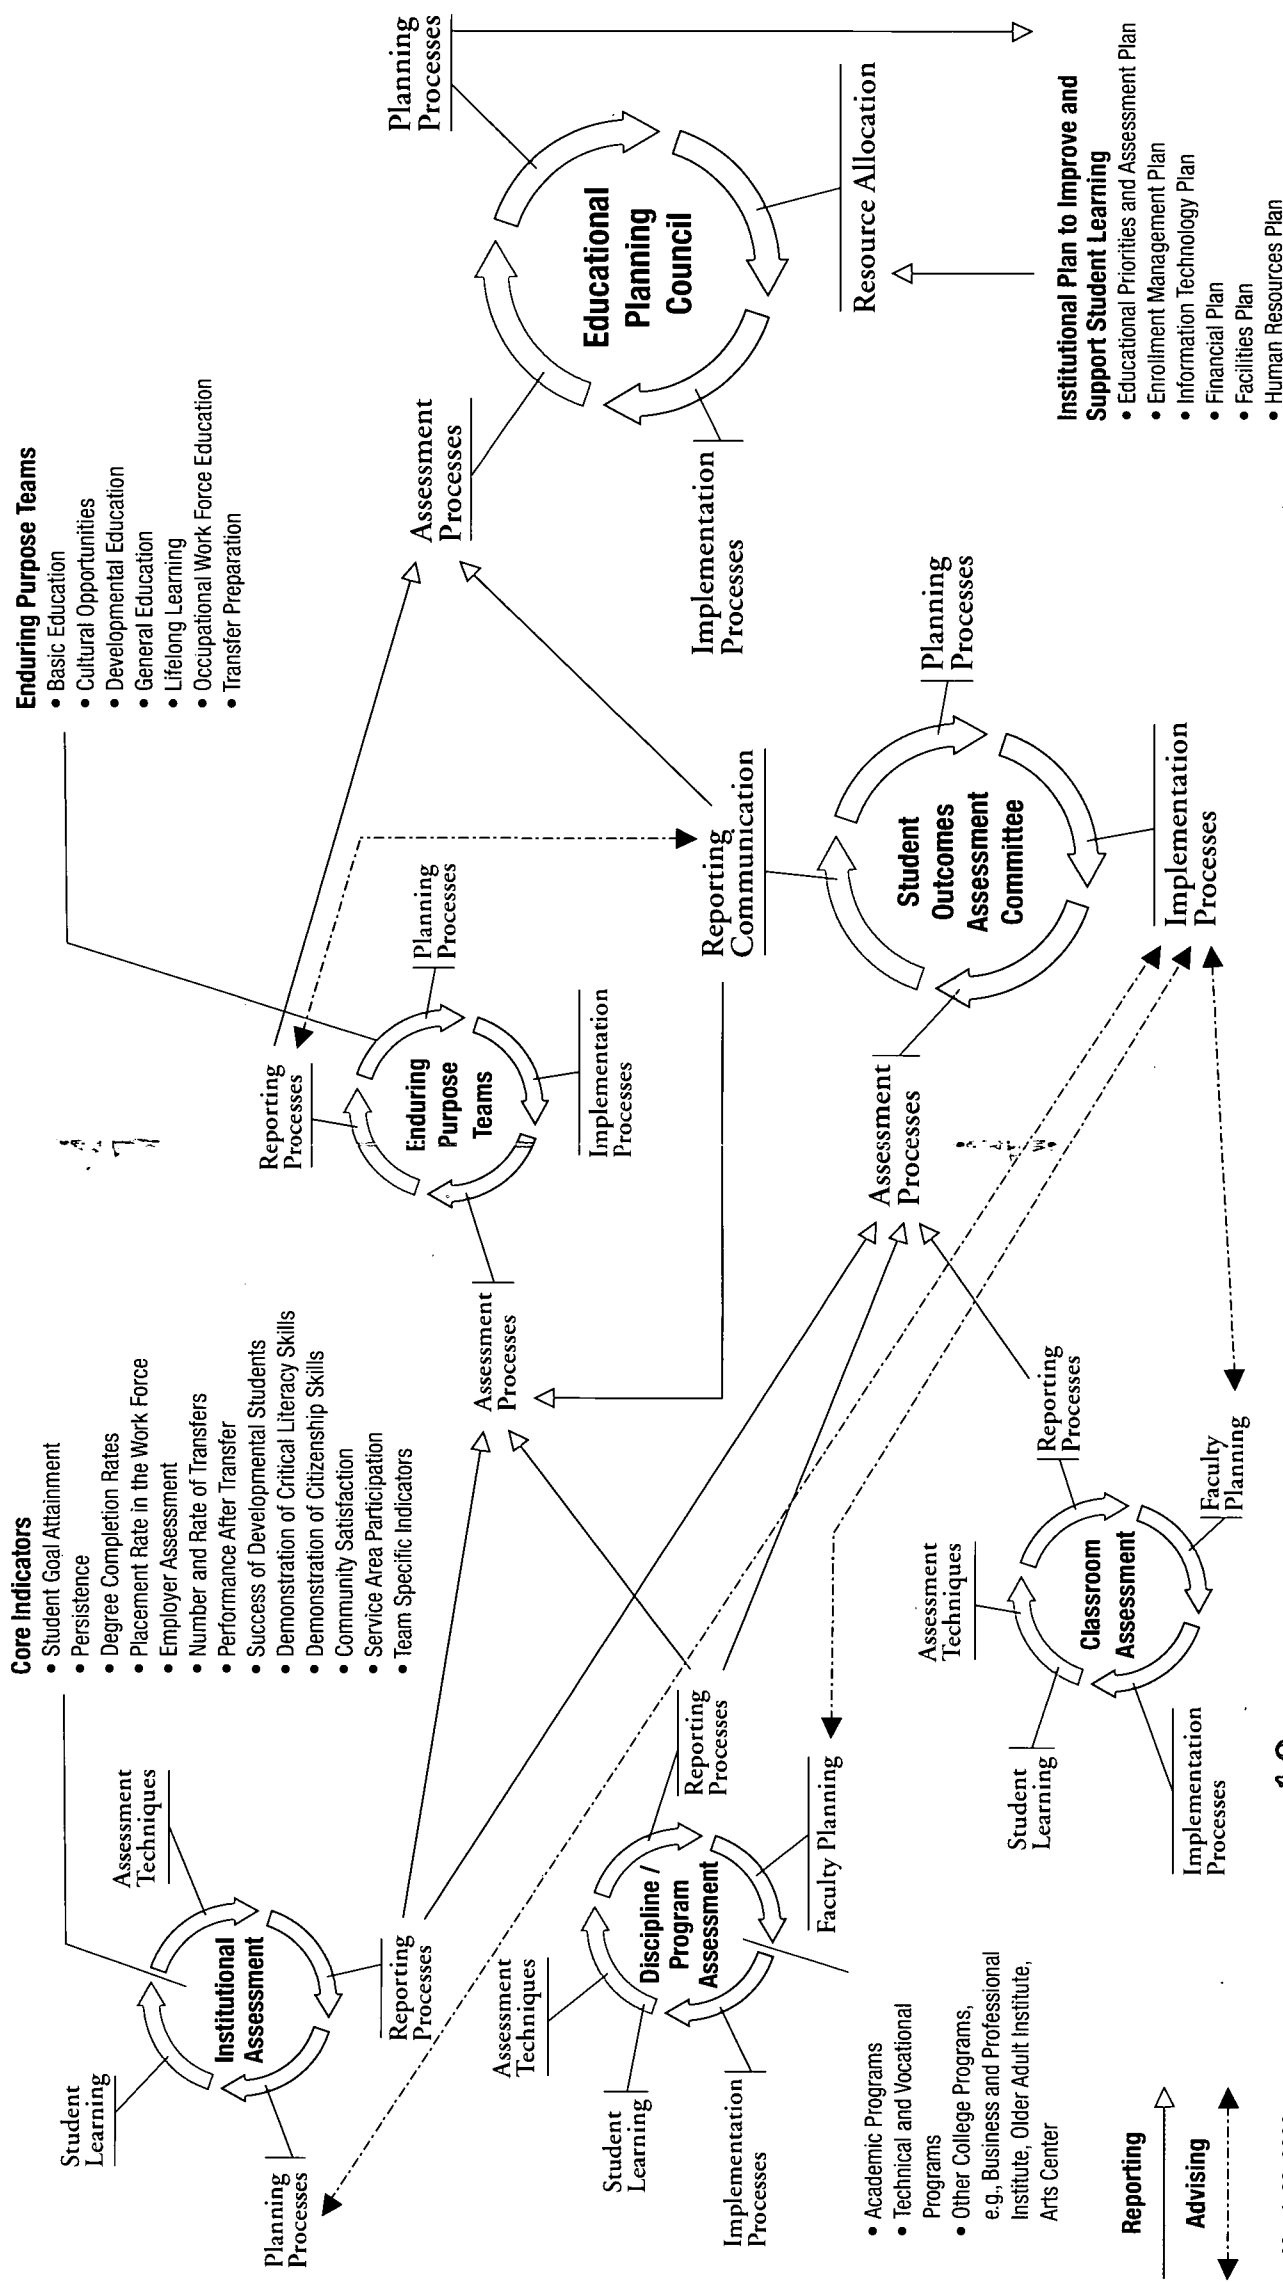 Core Indicators
• Student Goal Attainment
• Persistence
• Degree Completion Rates
• Placement Rate in the Work Force
• Employer Assessment
• Number and Rate of Transfers
• Performance After Transfer
• Success of Developmental Students
• Demonstration of Critical Literacy Skills
• Demonstration of Citizenship Skills
• Community Satisfaction
• Service Area Participation
• Team Specific Indicators
Enduring Purpose Teams
• Basic Education
• Cultural Opportunities
• Developmental Education
• General Education
• Lifelong Learning
• Occupational Work Force Education
• Transfer Preparation
Student
Learning
Assessment
Techniques
Institutional
Assessment
Planning
Processes
Reporting
Processes
Reporting
Processes
Planning
Processes
Enduring
Purpose
Teams
Assessment
Processes
Implementation
Processes
Planning
Processes
Assessment
Processes
Educational
Planning
Council
Implementation
Processes
Resource Allocation
Assessment
Techniques
Student
Learning
Discipline /
Program
Assessment
Reporting
Processes
Implementation
Processes
Faculty Planning
• Academic Programs
• Technical and Vocational
Programs
• Other College Programs,
e.g., Business and Professional
Institute, Older Adult Institute,
Arts Center
Reporting
Communication
Student
Outcomes
Assessment
Committee
Planning
Processes
Assessment
Processes
Implementation
Processes
Assessment
Techniques
Student
Learning
Classroom
Assessment
Reporting
Processes
Faculty
Planning
Implementation
Processes
Institutional Plan to Improve and
Support Student Learning
• Educational Priorities and Assessment Plan
• Enrollment Management Plan
• Information Technology Plan
• Financial Plan
• Facilities Plan
• Human Resources Plan
Reporting
Advising